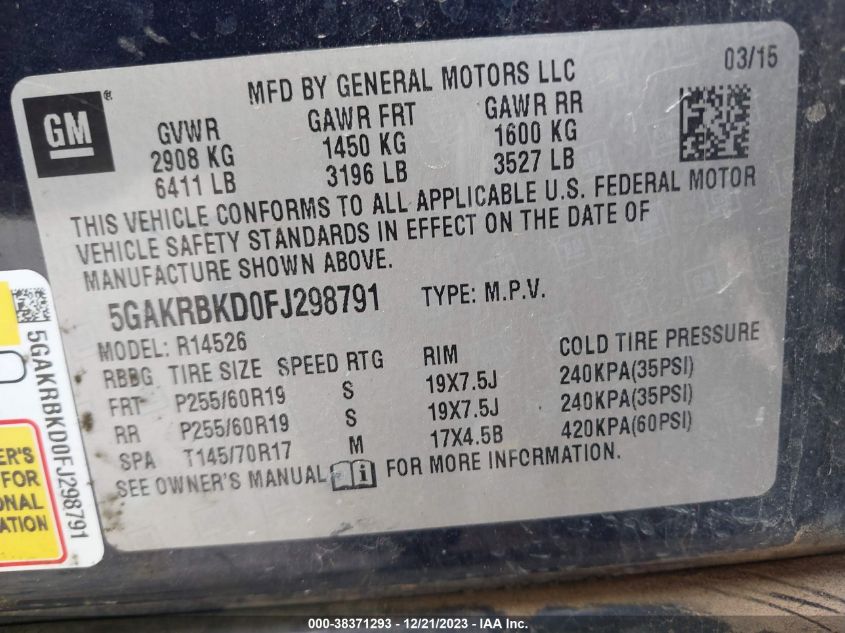 03/15
MFD BY GENERAL MOTORS LLC
GM ®
GVWR GAWR FRT GAWR RR
2908 KG 1450 KG 1600 KG
6411 LB 3196 LB 3527 LB
THIS VEHICLE CONFORMS TO ALL APPLICABLE U.S. FEDERAL MOTOR
VEHICLE SAFETY STANDARDS IN EFFECT ON THE DATE OF
MANUFACTURE SHOWN ABOVE.
5GAKRBKD0FJ298791 TYPE: M.P.V.
MODEL: R14526
RBBG TIRE SIZE SPEED RTG RIM COLD TIRE PRESSURE
FRT P255/60R19 S 19X7.5J 240KPA(35PSI)
RR P255/60R19 S 19X7.5J 240KPA(35PSI)
SPA T145/70R17 M 17X4.5B 420KPA(60PSI)
SEE OWNER'S MANUAL i FOR MORE INFORMATION.
5GAKRBKD0FJ298791
ER'S
FOR
ONAL
ATION
000-38371293 - 12/21/2023 - IAA Inc.